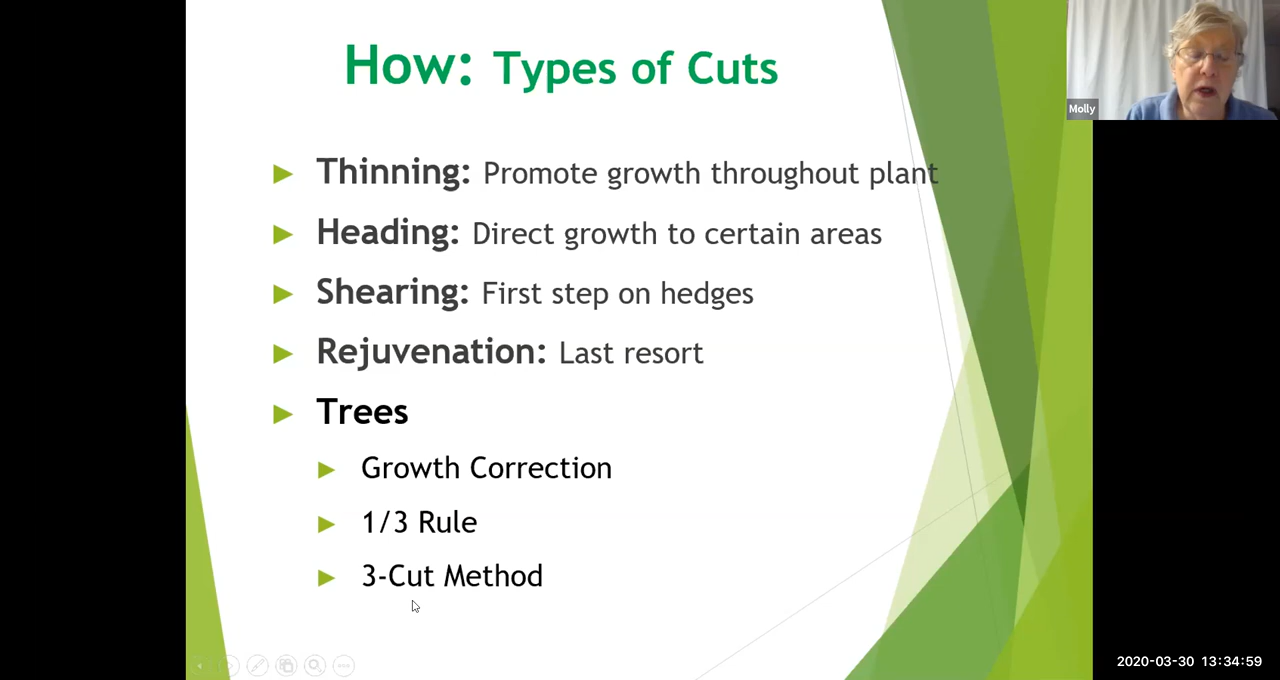 How: Types of Cuts
Molly
Thinning: Promote growth throughout plant
Heading: Direct growth to certain areas
Shearing: First step on hedges
Rejuvenation: Last resort
Trees
Growth Correction
1/3 Rule
3-Cut Method
2020-03-30 13:34:59